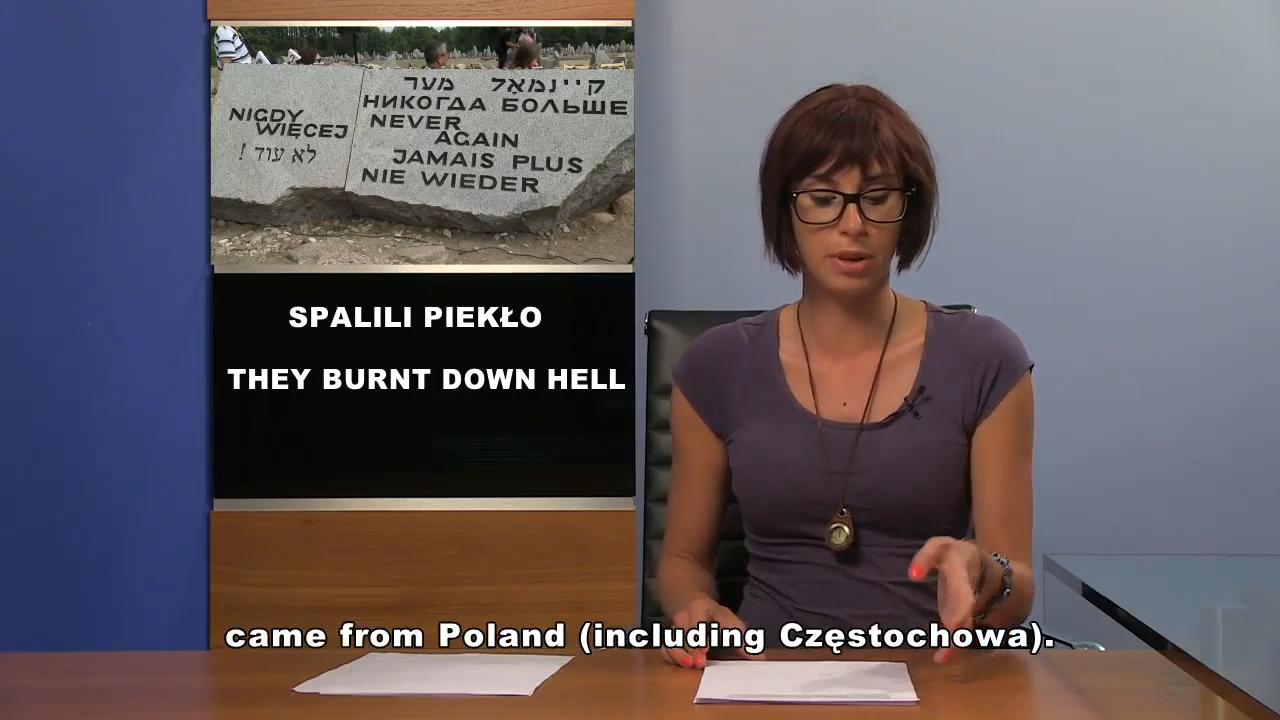 NIGDY
WIĘCEJ
לא עוד !
קיינמאָל מער
НИКОГДА БОЛЬШЕ
NEVER
AGAIN
JAMAIS PLUS
NIE WIEDER
SPALILI PIEKŁO
THEY BURNT DOWN HELL
came from Poland (including Częstochowa).